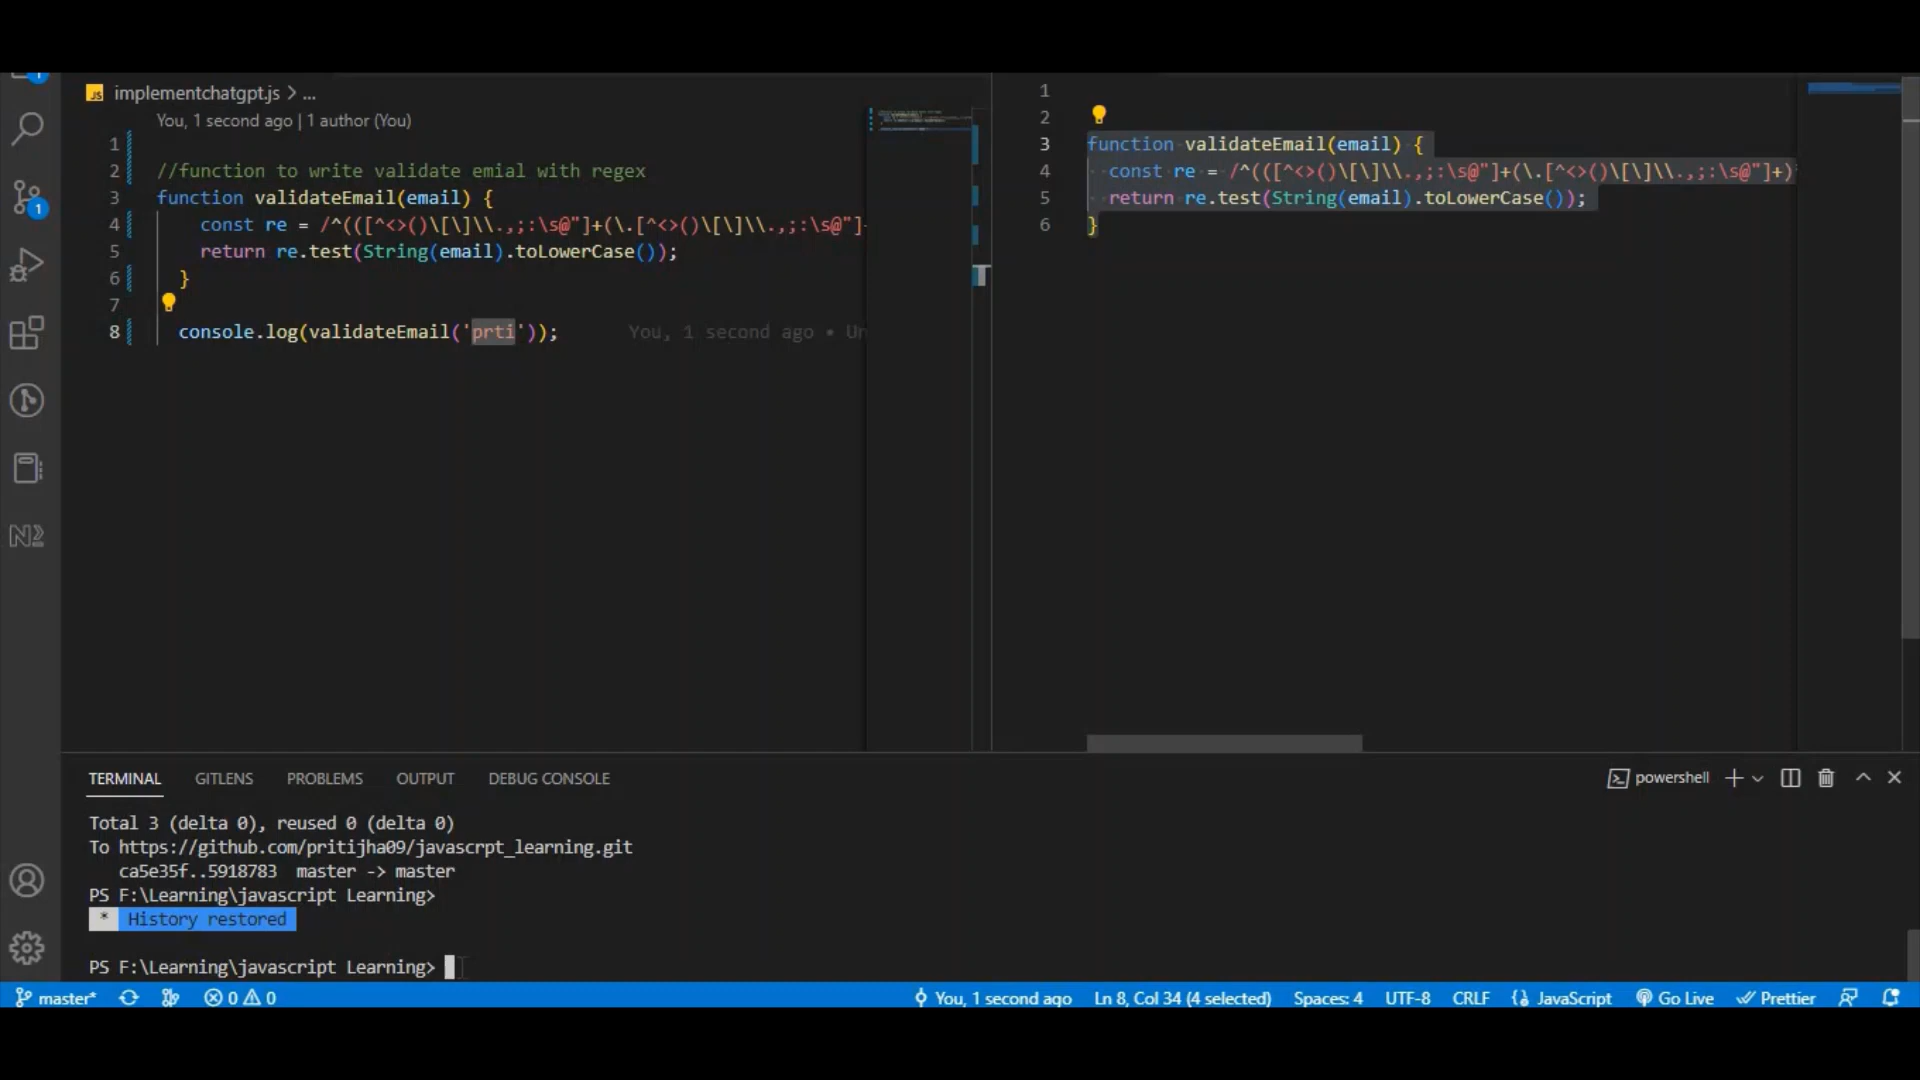 implementchatgpt.js > ...
You, 1 second ago | 1 author (You)
1
2 //function to write validate emial with regex
3 function validateEmail(email) {
4 const re = /^(([^<>()\[\]\\.,;:\s@"]+(\.[^<>()\[\]\\.,;:\s@"]
5 return re.test(String(email).toLowerCase());
6 }
7
8 console.log(validateEmail('prti')); You, 1 second ago • Un
1
2
3 function validateEmail(email) {
4 const re = /^(([^<>()\[\]\\.,;:\s@"]+(\.[^<>()\[\]\\.,;:\s@"]+)
5 return re.test(String(email).toLowerCase());
6 }
TERMINAL GITLENS PROBLEMS OUTPUT DEBUG CONSOLE powershell
Total 3 (delta 0), reused 0 (delta 0)
To https://github.com/pritijha09/javascrpt_learning.git
ca5e35f..5918783 master -> master
PS F:\Learning\javascript Learning>
* History restored
PS F:\Learning\javascript Learning>
master* 0 0 You, 1 second ago Ln 8, Col 34 (4 selected) Spaces: 4 UTF-8 CRLF {} JavaScript Go Live Prettier